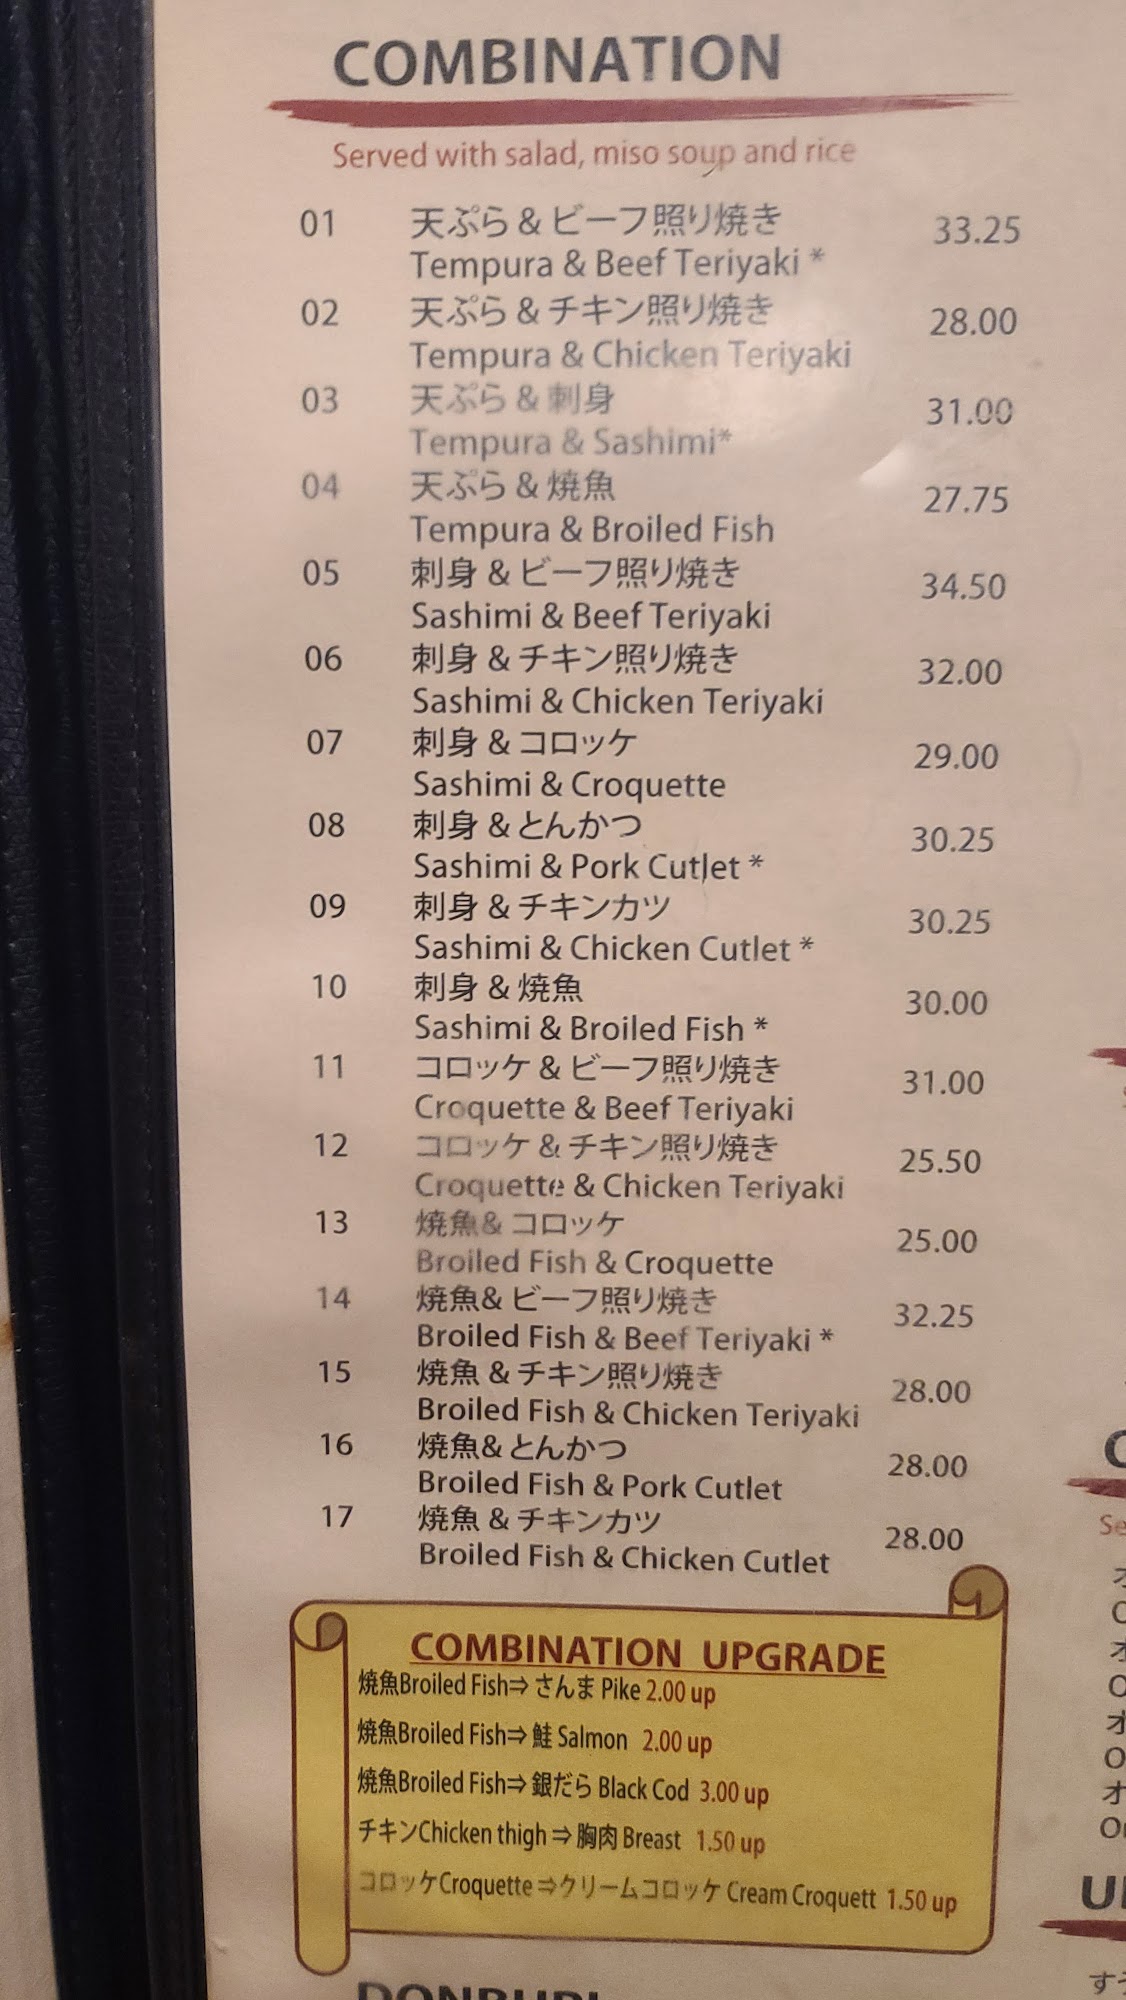 COMBINATION
Served with salad, miso soup and rice
01 天ぷら & ビーフ照り焼き 33.25
Tempura & Beef Teriyaki *
02 天ぷら & チキン照り焼き 28.00
Tempura & Chicken Teriyaki
03 天ぷら & 刺身 31.00
Tempura & Sashimi*
04 天ぷら & 焼魚 27.75
Tempura & Broiled Fish
05 刺身 & ビーフ照り焼き 34.50
Sashimi & Beef Teriyaki
06 刺身 & チキン照り焼き 32.00
Sashimi & Chicken Teriyaki
07 刺身 & コロッケ 29.00
Sashimi & Croquette
08 刺身 & とんかつ 30.25
Sashimi & Pork Cutlet *
09 刺身 & チキンカツ 30.25
Sashimi & Chicken Cutlet *
10 刺身 & 焼魚 30.00
Sashimi & Broiled Fish *
11 コロッケ & ビーフ照り焼き 31.00
Croquette & Beef Teriyaki
12 コロッケ & チキン照り焼き 25.50
Croquette & Chicken Teriyaki
13 焼魚& コロッケ 25.00
Broiled Fish & Croquette
14 焼魚& ビーフ照り焼き 32.25
Broiled Fish & Beef Teriyaki *
15 焼魚 & チキン照り焼き 28.00
Broiled Fish & Chicken Teriyaki
16 焼魚& とんかつ 28.00
Broiled Fish & Pork Cutlet
17 焼魚 & チキンカツ 28.00
Broiled Fish & Chicken Cutlet
COMBINATION UPGRADE
焼魚Broiled Fish⇒ さんま Pike 2.00 up
焼魚Broiled Fish⇒ 鮭 Salmon 2.00 up
焼魚Broiled Fish⇒ 銀だら Black Cod 3.00 up
チキンChicken thigh ⇒ 胸肉 Breast 1.50 up
コロッケCroquette ⇒クリームコロッケ Cream Croquett 1.50 up
DONBURI